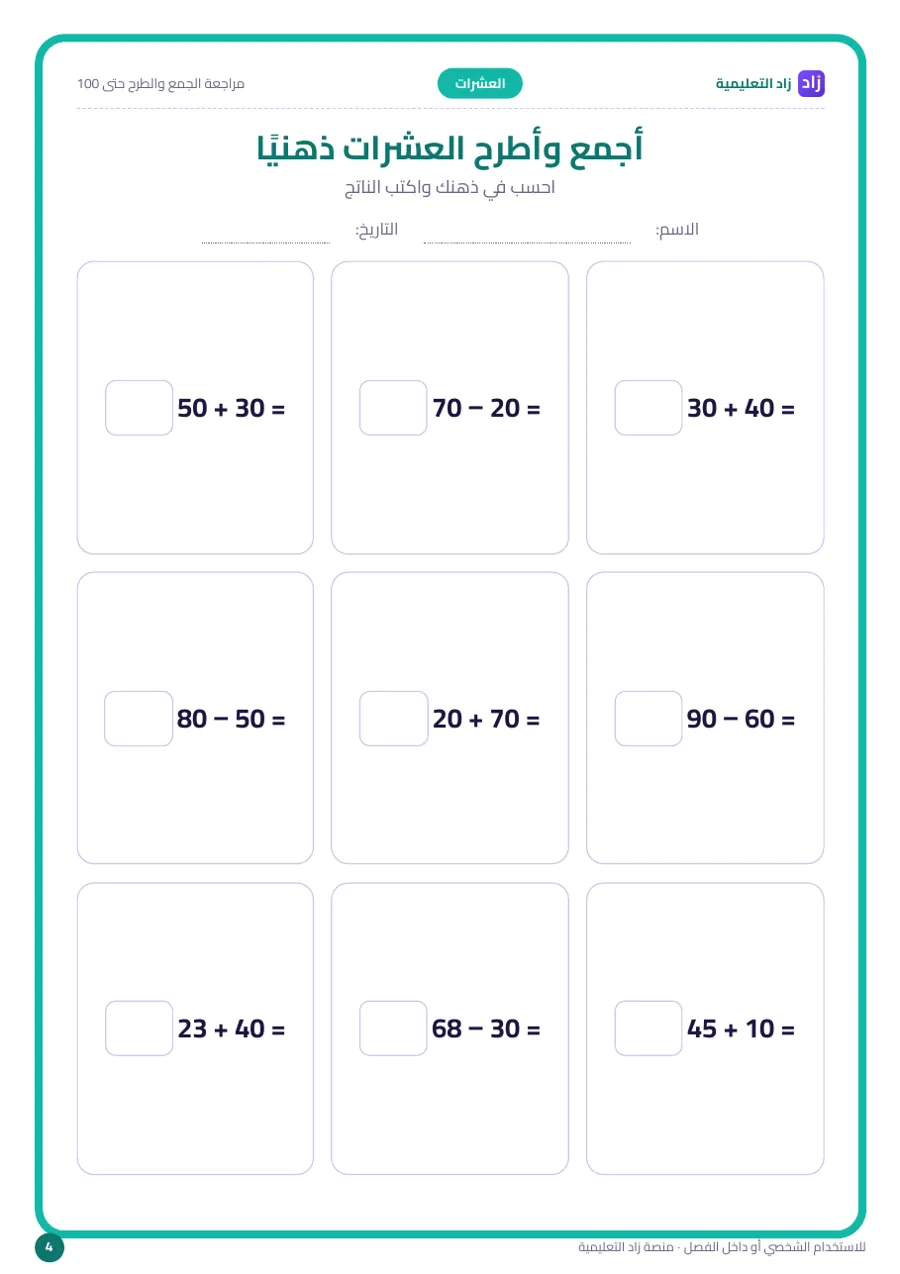 زاد زاد التعليمية
العشرات
مراجعة الجمع والطرح حتى 100
أجمع وأطرح العشرات ذهنيًا
احسب في ذهنك واكتب الناتج
الاسم: التاريخ:
30 + 40 =
70 − 20 =
50 + 30 =
90 − 60 =
20 + 70 =
80 − 50 =
45 + 10 =
68 − 30 =
23 + 40 =
للاستخدام الشخصي أو داخل الفصل · منصة زاد التعليمية
4